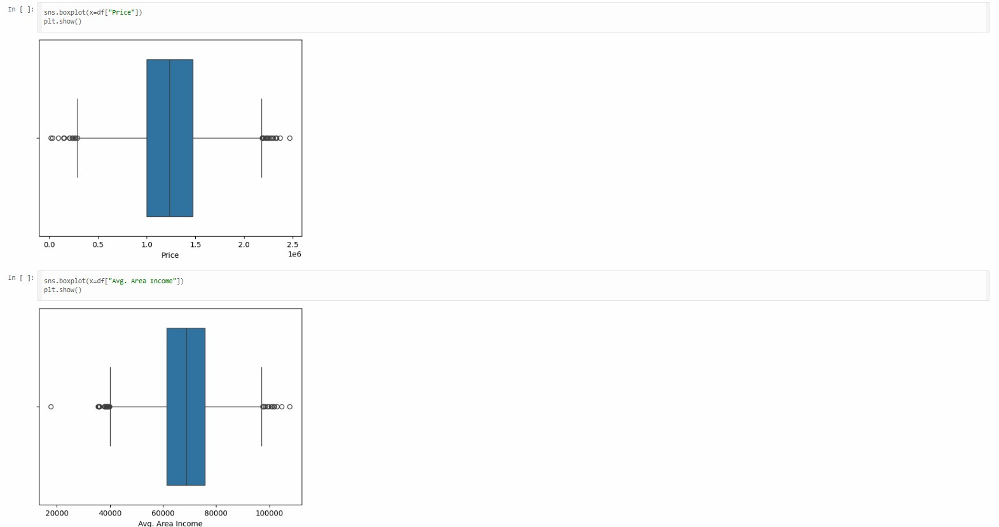 In [ ]:
sns.boxplot(x=df["Price"])
plt.show()
0.0 0.5 1.0 1.5 2.0 2.5
1e6
Price
In [ ]:
sns.boxplot(x=df["Avg. Area Income"])
plt.show()
20000 40000 60000 80000 100000
Avg. Area Income